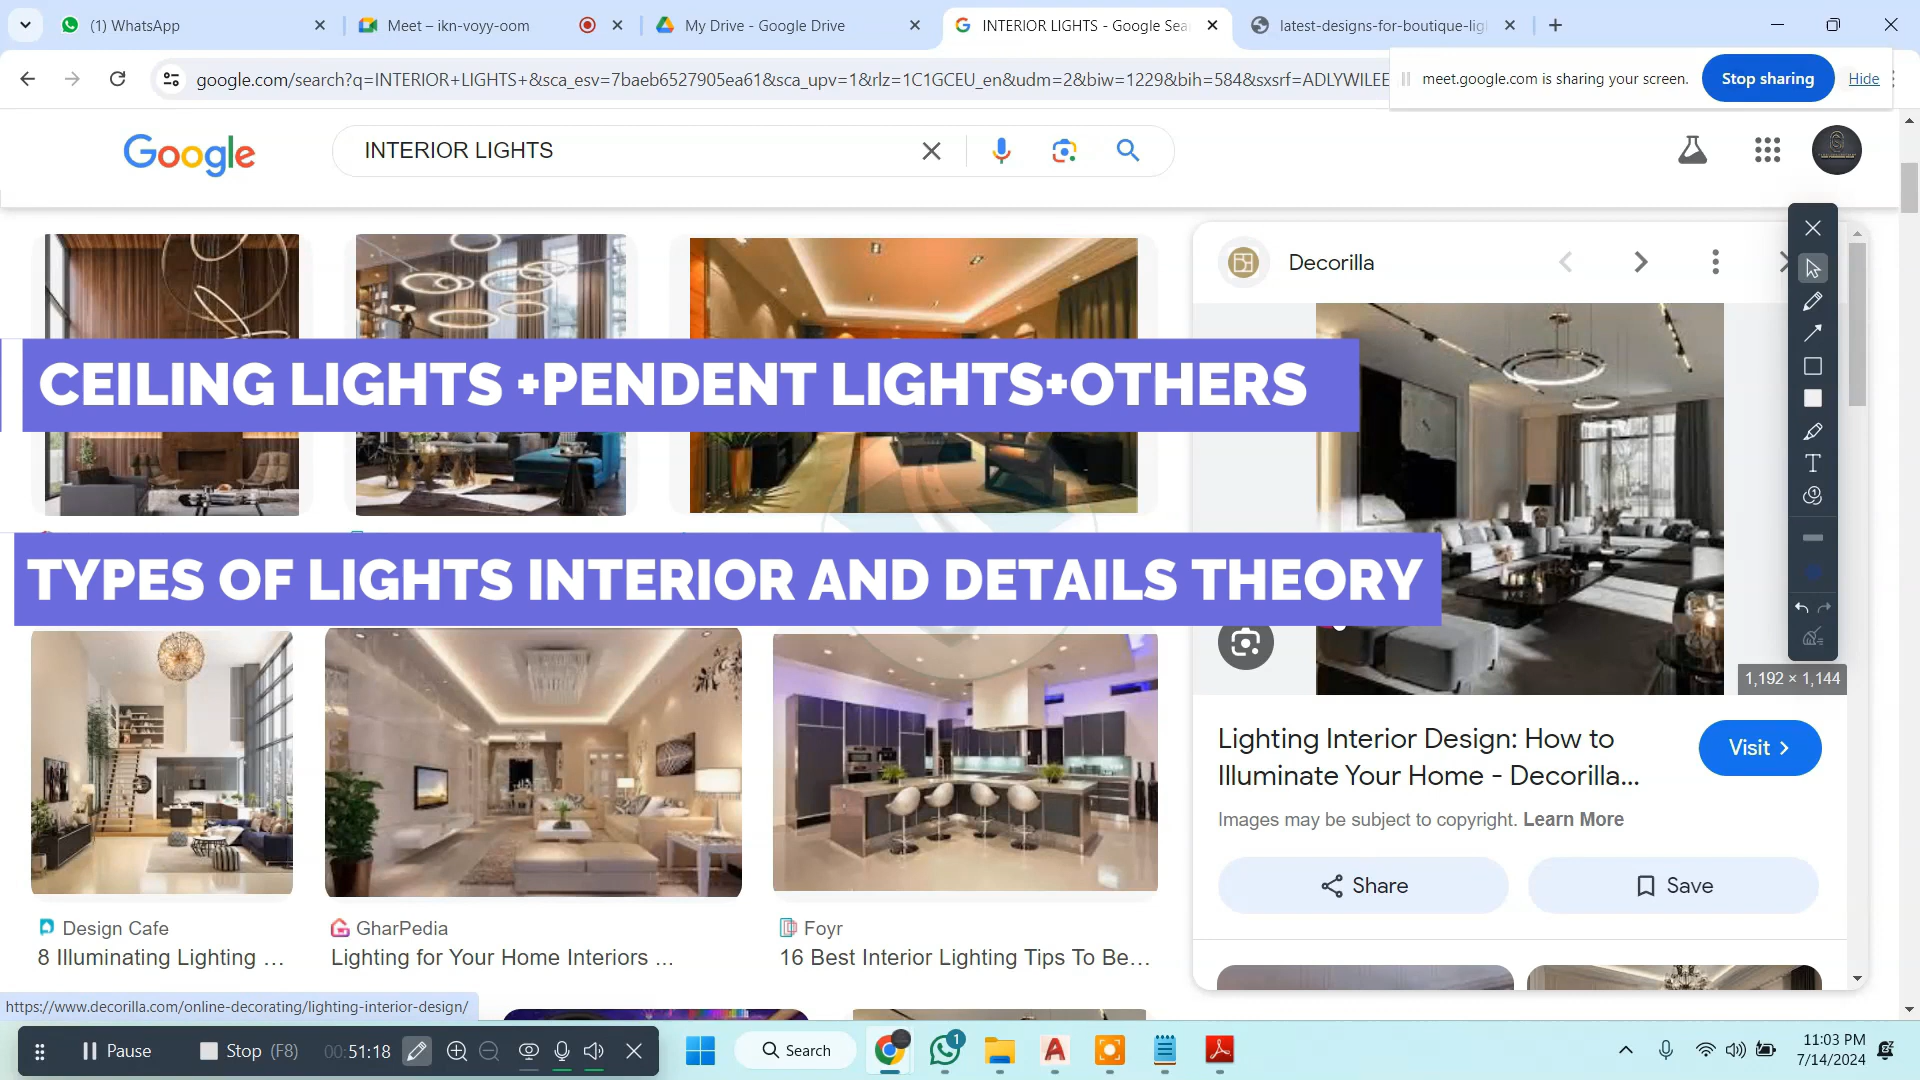 (1) WhatsApp
Meet – ikn-voyy-oom
My Drive - Google Drive
INTERIOR LIGHTS - Google Sea
latest-designs-for-boutique-lig
google.com/search?q=INTERIOR+LIGHTS+&sca_esv=7baeb6527905ea61&sca_upv=1&rlz=1C1GCEU_en&udm=2&biw=1229&bih=584&sxsrf=ADLYWILEE
meet.google.com is sharing your screen.
Stop sharing
Hide
Google
INTERIOR LIGHTS
Decorilla
CEILING LIGHTS +PENDENT LIGHTS+OTHERS
TYPES OF LIGHTS INTERIOR AND DETAILS THEORY
1,192 × 1,144
Lighting Interior Design: How to
Illuminate Your Home - Decorilla...
Visit
Images may be subject to copyright. Learn More
Share
Save
Design Cafe
8 Illuminating Lighting ...
GharPedia
Lighting for Your Home Interiors ...
Foyr
16 Best Interior Lighting Tips To Be...
https://www.decorilla.com/online-decorating/lighting-interior-design/
Pause
Stop (F8)
00:51:18
Search
1
11:03 PM
7/14/2024